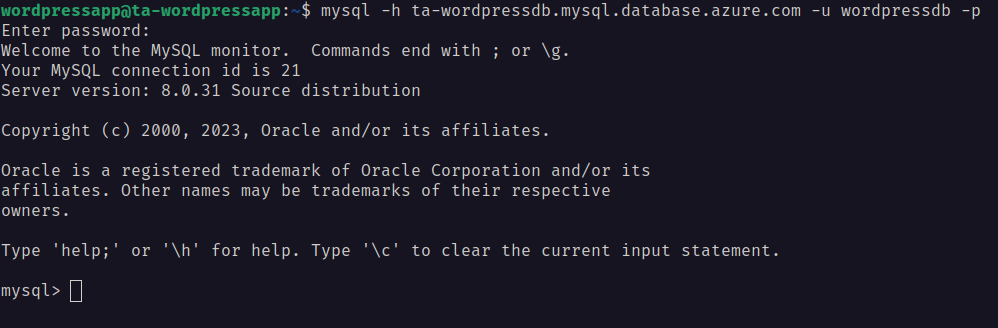 wordpressapp@ta-wordpressapp:~$ mysql -h ta-wordpressdb.mysql.database.azure.com -u wordpressdb -p
Enter password:
Welcome to the MySQL monitor.  Commands end with ; or \g.
Your MySQL connection id is 21
Server version: 8.0.31 Source distribution
Copyright (c) 2000, 2023, Oracle and/or its affiliates.
Oracle is a registered trademark of Oracle Corporation and/or its
affiliates. Other names may be trademarks of their respective
owners.
Type 'help;' or '\h' for help. Type '\c' to clear the current input statement.
mysql>